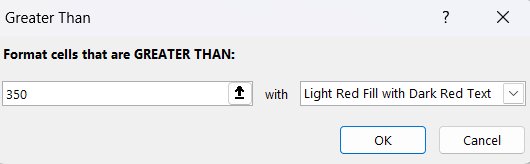 Greater Than
Format cells that are GREATER THAN:
350 with Light Red Fill with Dark Red Text
OK Cancel